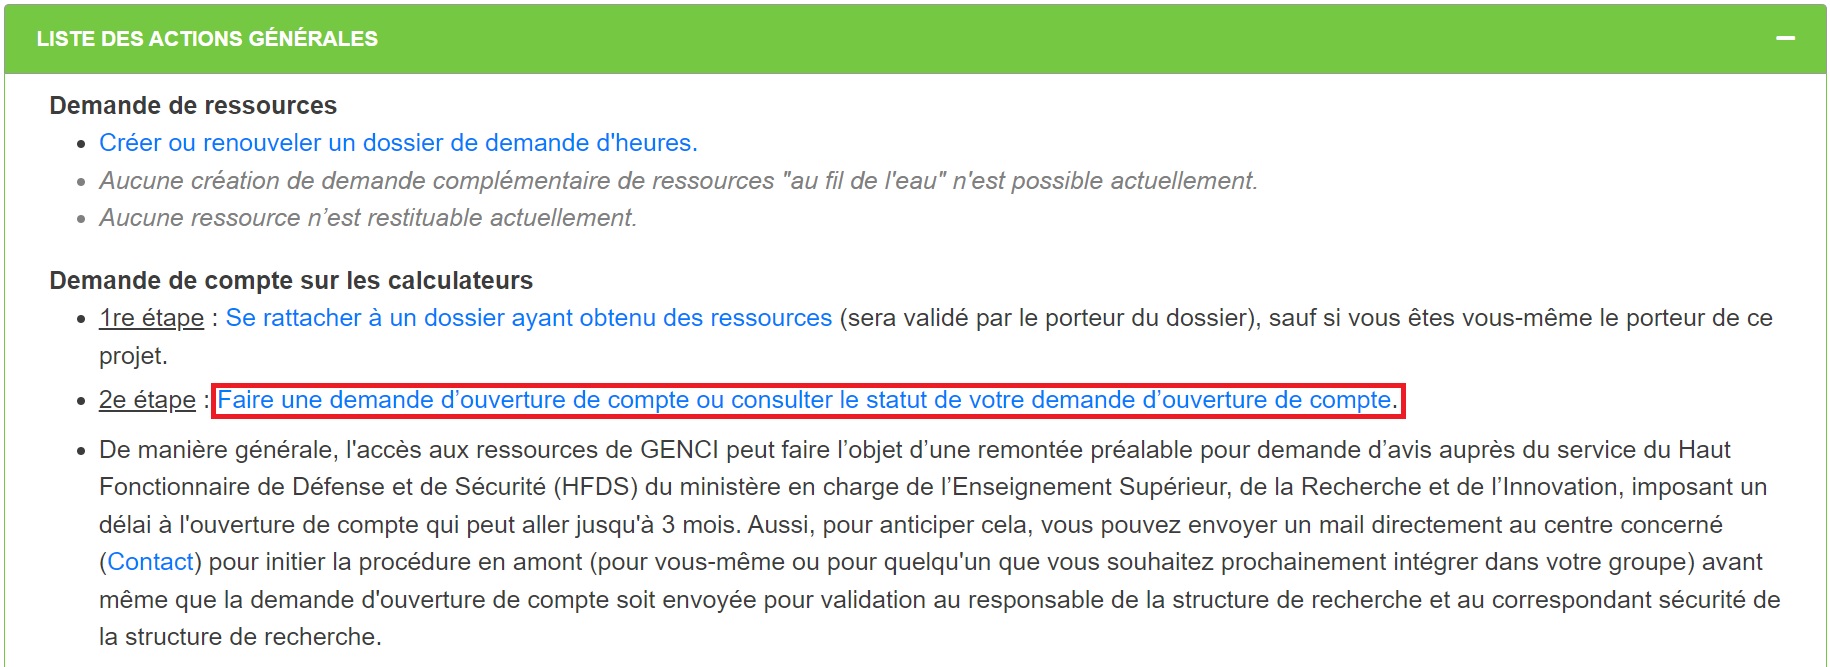 LISTE DES ACTIONS GÉNÉRALES
Demande de ressources
• Créer ou renouveler un dossier de demande d'heures.
• Aucune création de demande complémentaire de ressources "au fil de l'eau" n'est possible actuellement.
• Aucune ressource n’est restituable actuellement.
Demande de compte sur les calculateurs
• 1re étape : Se rattacher à un dossier ayant obtenu des ressources (sera validé par le porteur du dossier), sauf si vous êtes vous-même le porteur de ce
projet.
• 2e étape : Faire une demande d’ouverture de compte ou consulter le statut de votre demande d’ouverture de compte.
• De manière générale, l'accès aux ressources de GENCI peut faire l’objet d’une remontée préalable pour demande d’avis auprès du service du Haut
Fonctionnaire de Défense et de Sécurité (HFDS) du ministère en charge de l’Enseignement Supérieur, de la Recherche et de l’Innovation, imposant un
délai à l'ouverture de compte qui peut aller jusqu'à 3 mois. Aussi, pour anticiper cela, vous pouvez envoyer un mail directement au centre concerné
(Contact) pour initier la procédure en amont (pour vous-même ou pour quelqu'un que vous souhaitez prochainement intégrer dans votre groupe) avant
même que la demande d'ouverture de compte soit envoyée pour validation au responsable de la structure de recherche et au correspondant sécurité de
la structure de recherche.